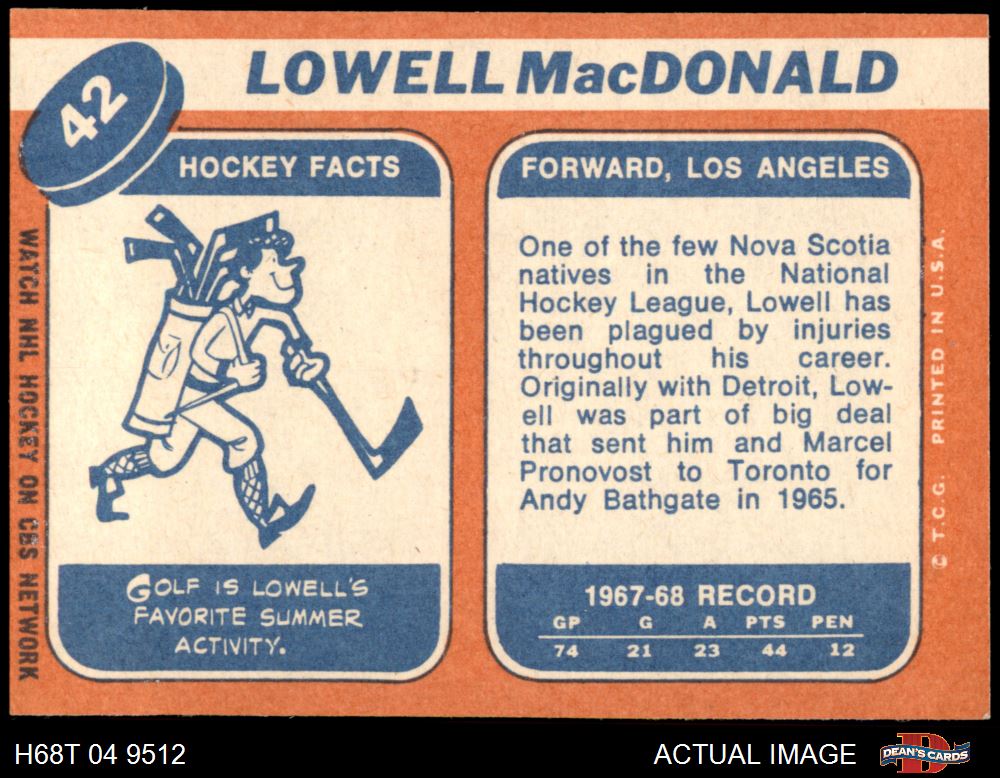 42
LOWELL MacDONALD
HOCKEY FACTS
GOLF IS LOWELL'S
FAVORITE SUMMER
ACTIVITY.
FORWARD, LOS ANGELES
One of the few Nova Scotia
natives in the National
Hockey League, Lowell has
been plagued by injuries
throughout his career.
Originally with Detroit, Low-
ell was part of big deal
that sent him and Marcel
Pronovost to Toronto for
Andy Bathgate in 1965.
1967-68 RECORD
GP G A PTS PEN
74 21 23 44 12
WATCH NHL HOCKEY ON CBS NETWORK
© T.C.G. PRINTED IN U.S.A.
H68T 04 9512
ACTUAL IMAGE
D
DEAN'S CARDS